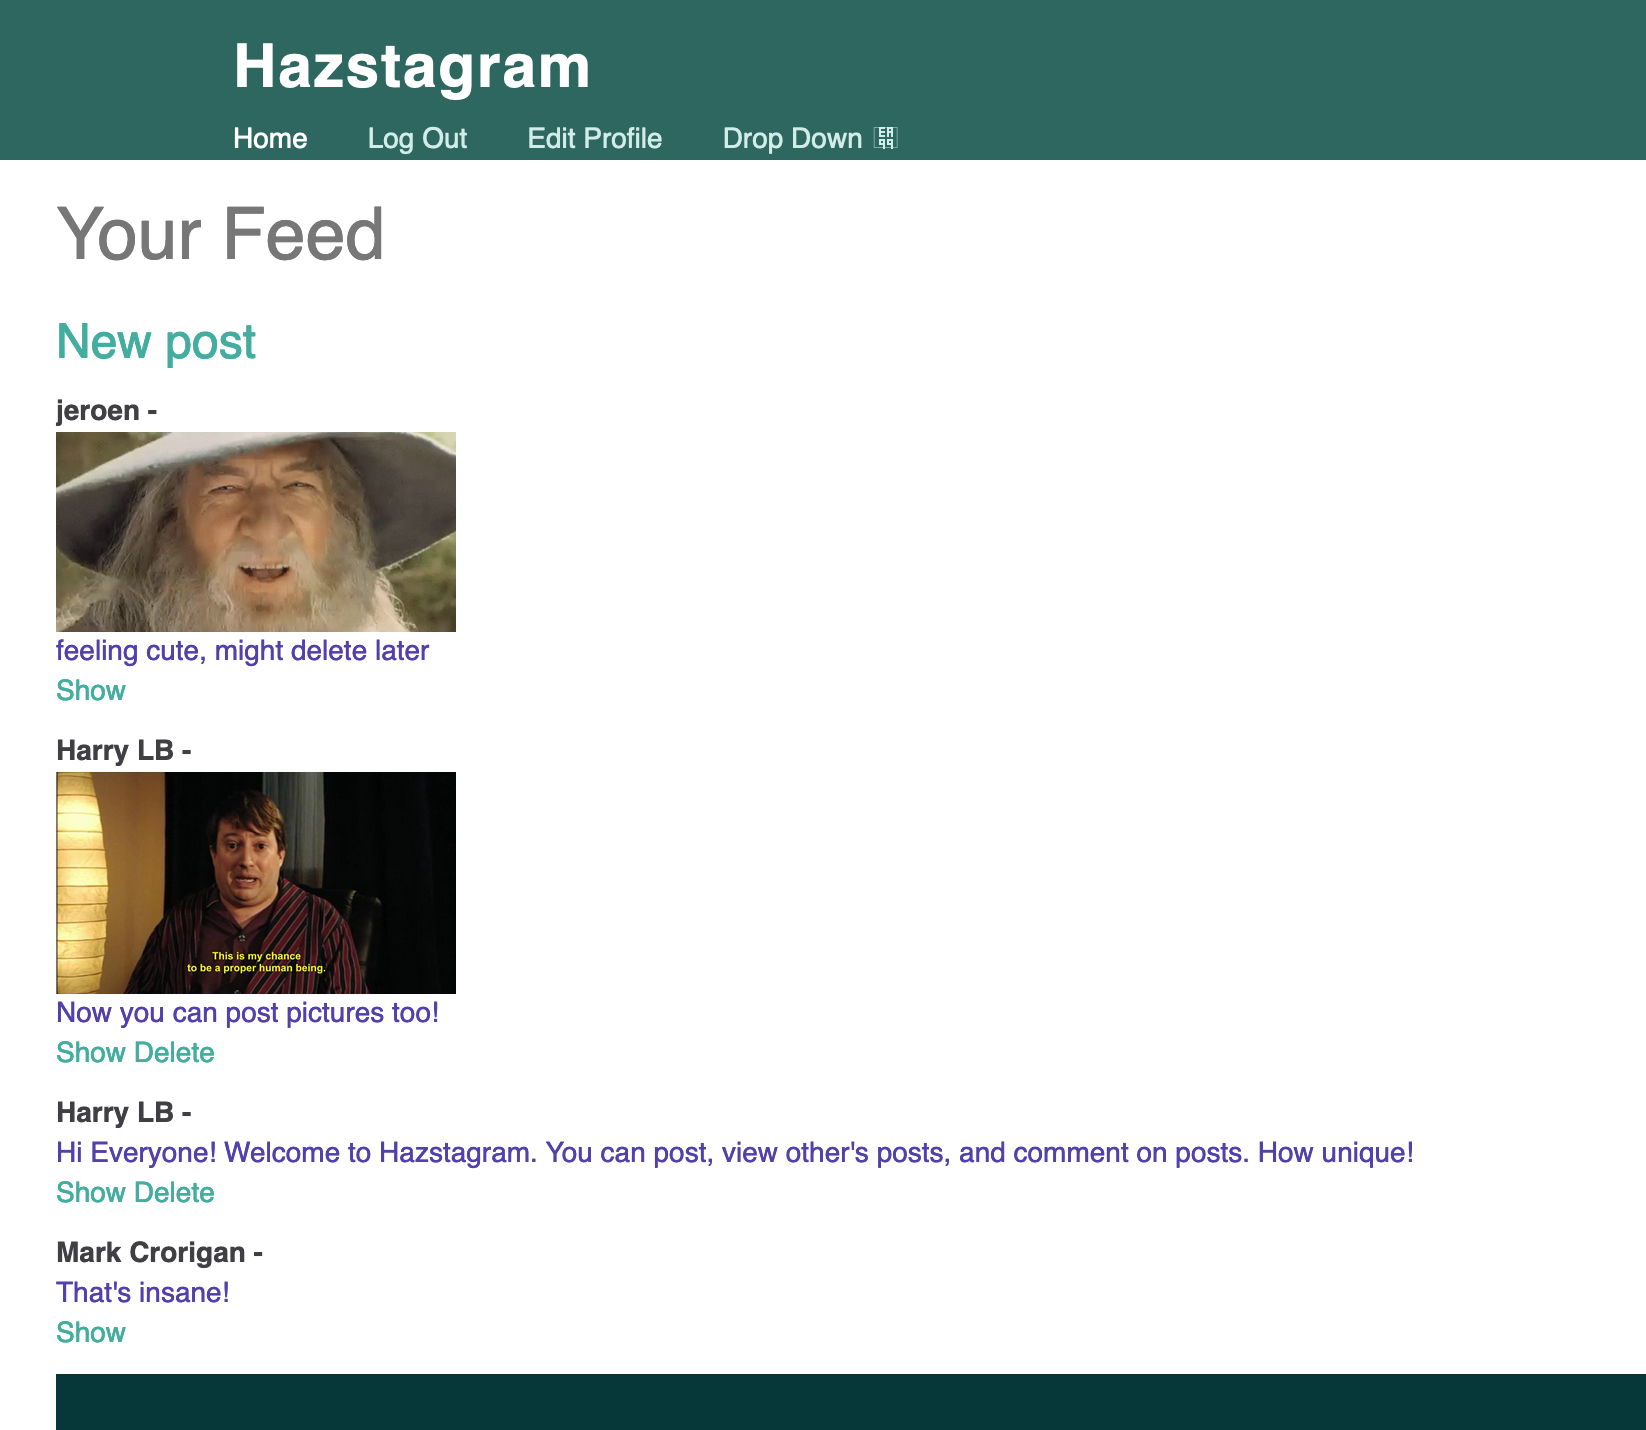 Hazstagram
Home Log Out Edit Profile Drop Down
Your Feed
New post
jeroen -
feeling cute, might delete later
Show
Harry LB -
This is my chance
to be a proper human being.
Now you can post pictures too!
Show Delete
Harry LB -
Hi Everyone! Welcome to Hazstagram. You can post, view other's posts, and comment on posts. How unique!
Show Delete
Mark Crorigan -
That's insane!
Show